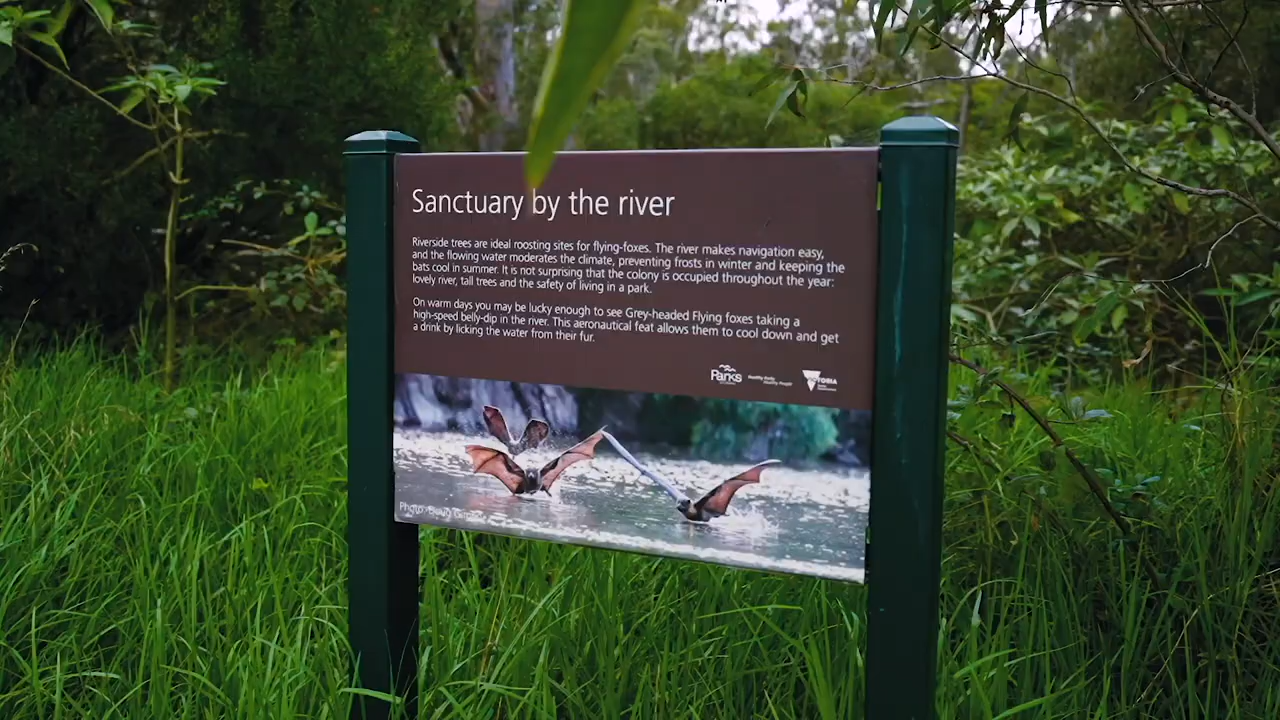 Sanctuary by the river
Riverside trees are ideal roosting sites for flying-foxes. The river makes navigation easy,
and the flowing water moderates the climate, preventing frosts in winter and keeping the
bats cool in summer. It is not surprising that the colony is occupied throughout the year:
lovely river, tall trees and the safety of living in a park.
On warm days you may be lucky enough to see Grey-headed Flying foxes taking a
high-speed belly-dip in the river. This aeronautical feat allows them to cool down and get
a drink by licking the water from their fur.
Parks
VICTORIA
Photo: Doug